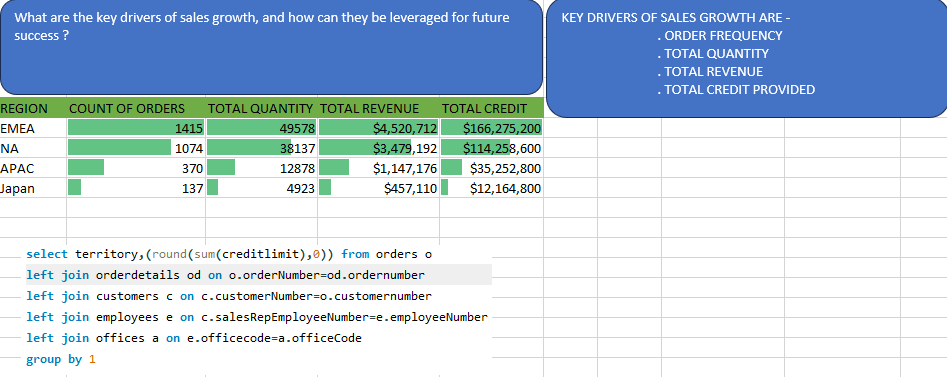 What are the key drivers of sales growth, and how can they be leveraged for future
success ?
KEY DRIVERS OF SALES GROWTH ARE -
. ORDER FREQUENCY
. TOTAL QUANTITY
. TOTAL REVENUE
. TOTAL CREDIT PROVIDED
REGION COUNT OF ORDERS TOTAL QUANTITY TOTAL REVENUE TOTAL CREDIT
EMEA 1415 49578 $4,520,712 $166,275,200
NA 1074 38137 $3,479,192 $114,258,600
APAC 370 12878 $1,147,176 $35,252,800
Japan 137 4923 $457,110 $12,164,800
select territory,(round(sum(creditlimit),0)) from orders o
left join orderdetails od on o.orderNumber=od.ordernumber
left join customers c on c.customerNumber=o.customernumber
left join employees e on c.salesRepEmployeeNumber=e.employeeNumber
left join offices a on e.officecode=a.officeCode
group by 1